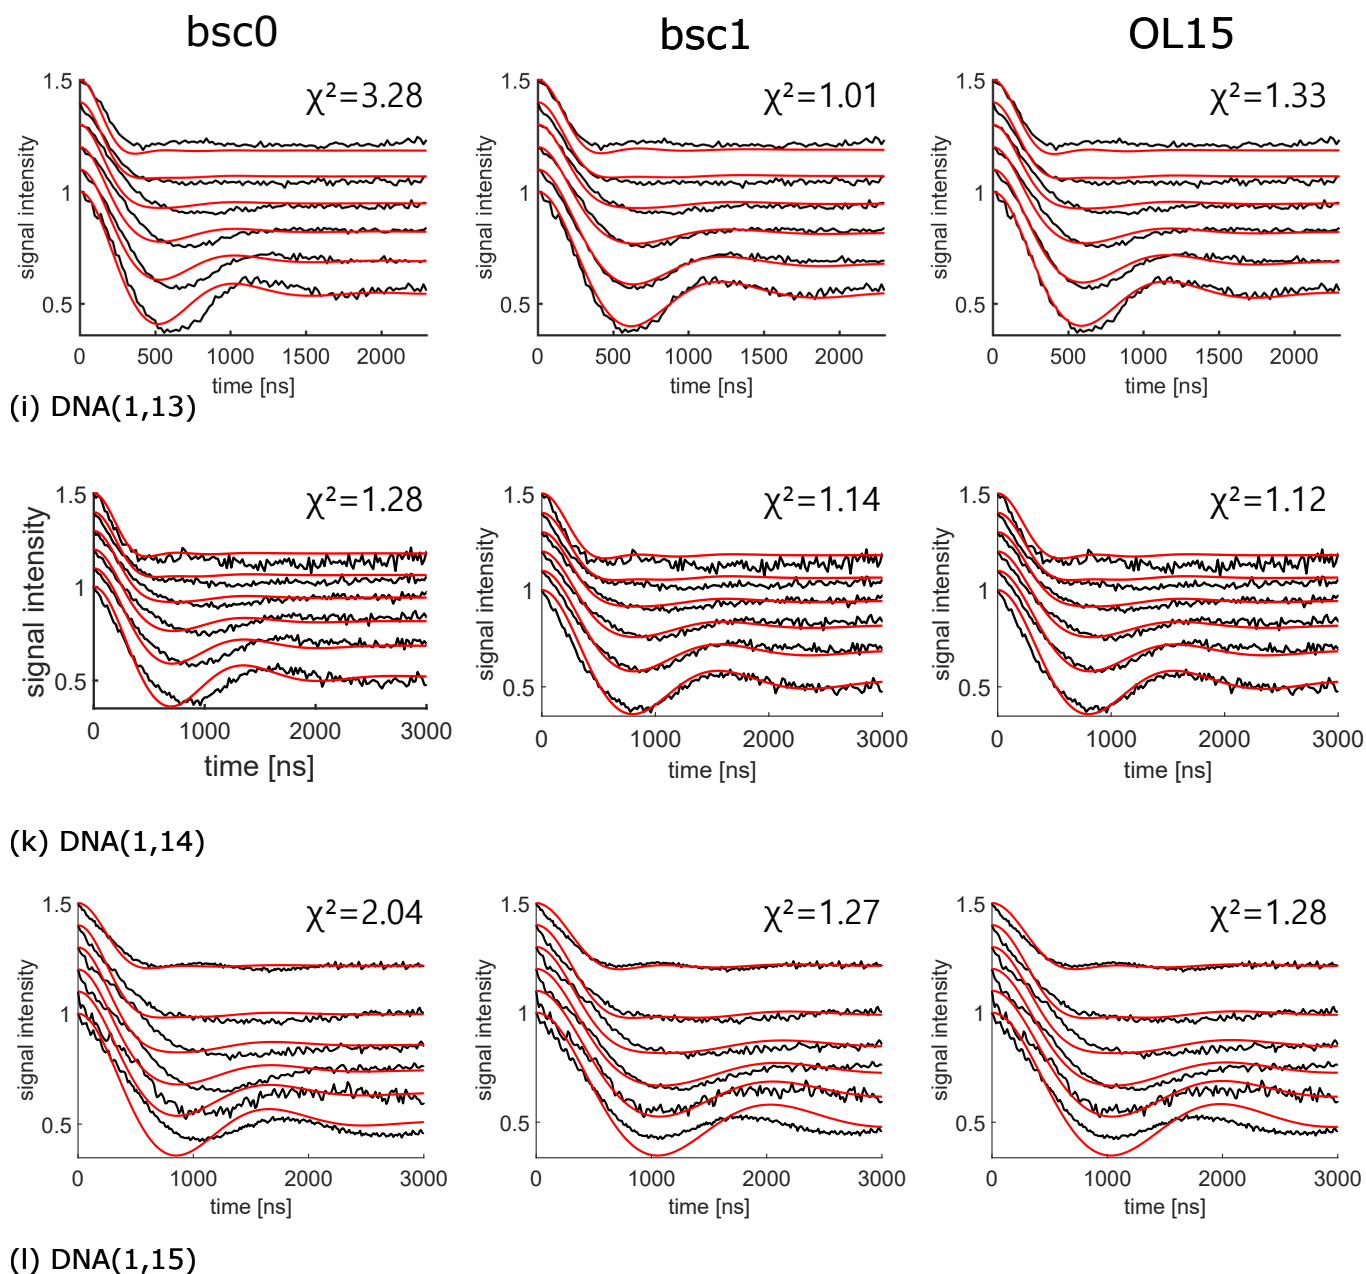 bsc0 bsc1 OL15
χ²=3.28 χ²=1.01 χ²=1.33
1.5 1.5 1.5
1 1 1
0.5 0.5 0.5
signal intensity signal intensity signal intensity
0 500 1000 1500 2000 0 500 1000 1500 2000 0 500 1000 1500 2000
time [ns] time [ns] time [ns]
(i) DNA(1,13)
χ²=1.28 χ²=1.14 χ²=1.12
1.5 1.5 1.5
1 1 1
0.5 0.5 0.5
signal intensity signal intensity signal intensity
0 1000 2000 3000 0 1000 2000 3000 0 1000 2000 3000
time [ns] time [ns] time [ns]
(k) DNA(1,14)
χ²=2.04 χ²=1.27 χ²=1.28
1.5 1.5 1.5
1 1 1
0.5 0.5 0.5
signal intensity signal intensity signal intensity
0 1000 2000 3000 0 1000 2000 3000 0 1000 2000 3000
time [ns] time [ns] time [ns]
(l) DNA(1,15)